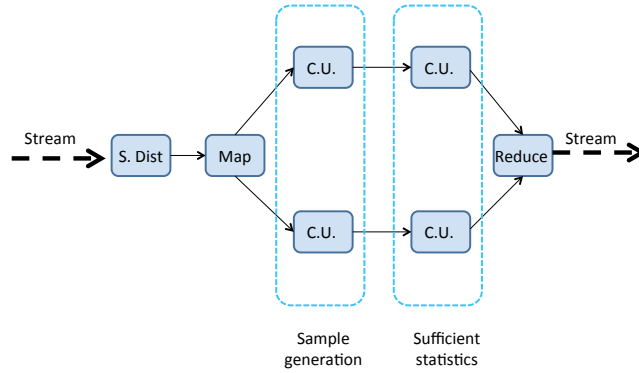 C.U.
C.U.
Stream
S. Dist
Map
Reduce
Stream
C.U.
C.U.
Sample
generation
Sufficient
statistics